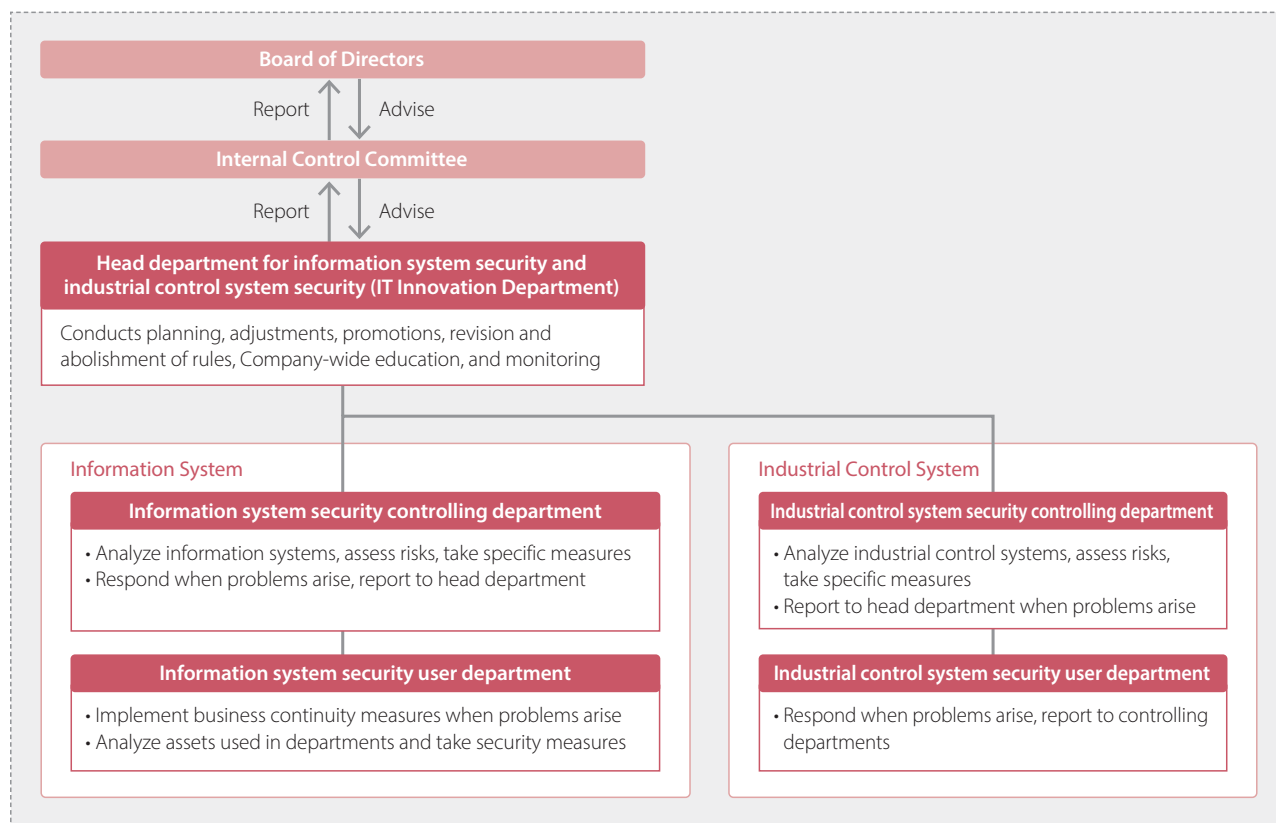 Board of Directors
Report
Advise
Internal Control Committee
Report
Advise
Head department for information system security and
industrial control system security (IT Innovation Department)
Conducts planning, adjustments, promotions, revision and
abolishment of rules, Company-wide education, and monitoring
Information System
Information system security controlling department
• Analyze information systems, assess risks, take specific measures
• Respond when problems arise, report to head department
Information system security user department
• Implement business continuity measures when problems arise
• Analyze assets used in departments and take security measures
Industrial Control System
Industrial control system security controlling department
• Analyze industrial control systems, assess risks,
take specific measures
• Report to head department when problems arise
Industrial control system security user department
• Respond when problems arise, report to controlling
departments